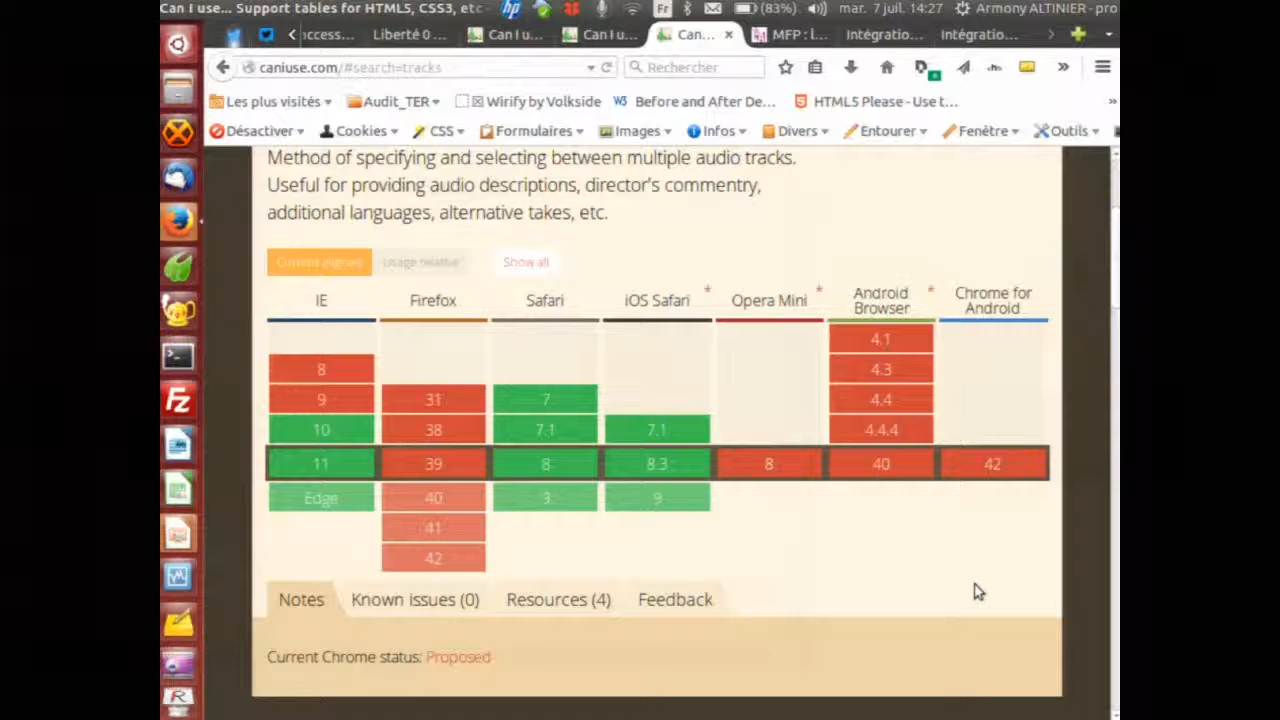 Can I use... Support tables for HTML5, CSS3, etc
Fr
(83%)
mar. 7 juil. 14:27
Armony ALTINIER - pro
ccess...
Liberté 0 ...
Can I u...
Can I u...
Can...
MFP : l...
Intégratio...
Intégratio...
caniuse.com/#search=tracks
Rechercher
Les plus visités
Audit_TER
Wirify by Volkside
W3
Before and After De...
HTML5 Please - Use t...
Désactiver
Cookies
CSS
Formulaires
Images
Infos
Divers
Entourer
Fenêtre
Outils
Method of specifying and selecting between multiple audio tracks.
Useful for providing audio descriptions, director's commentry,
additional languages, alternative takes, etc.
Current aligned
Usage relative
Show all
IE
Firefox
Safari
iOS Safari *
Opera Mini *
Android Browser *
Chrome for Android
4.1
8
4.3
9
31
7
4.4
10
38
7.1
7.1
4.4.4
11
39
8
8.3
8
40
42
Edge
40
9
9
41
42
Notes
Known issues (0)
Resources (4)
Feedback
Current Chrome status: Proposed